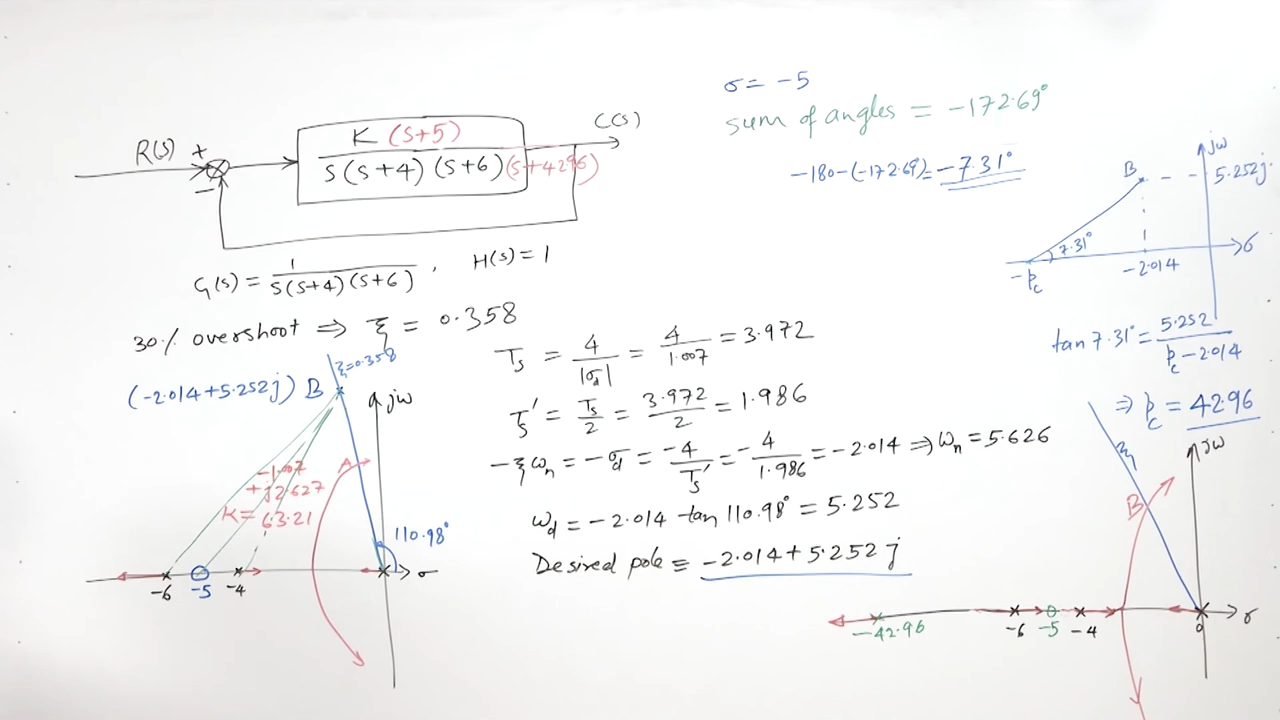 R(s) + −
K (s+5)
s(s+4)(s+6)(s+4296)
C(s)
G(s) = 1 / s(s+4)(s+6) , H(s) = 1
30% overshoot ⇒ ξ = 0.358
ξ=0.358
(-2.014+5.252j) B
jω
A
-1.007
+j2.627
K = 63.21
110.98°
-6 -5 -4 σ
Ts = 4/|σd| = 4/1.007 = 3.972
Ts' = Ts/2 = 3.972/2 = 1.986
-ξωn = -σd = -4/Ts' = -4/1.986 = -2.014 ⇒ ωn = 5.626
ωd = -2.014 tan 110.98° = 5.252
Desired pole = -2.014 + 5.252 j
σ = -5
sum of angles = -172.69°
-180-(-172.69) = -7.31°
jω
B
5.252j
7.31°
-Pc -2.014 σ
tan 7.31° = 5.252 / Pc - 2.014
⇒ Pc = 42.96
ξ
jω
B
-42.96 -6 -5 -4 0 σ